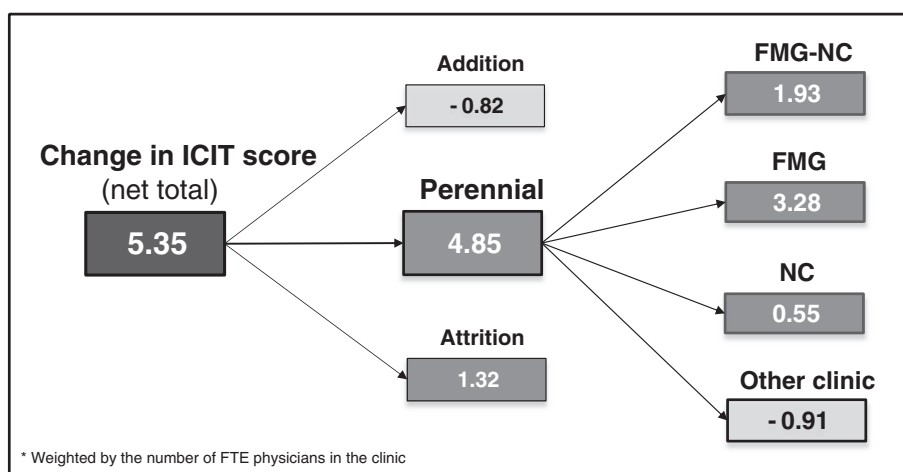 Change in ICIT score
(net total)
5.35
Addition
- 0.82
Perennial
4.85
Attrition
1.32
FMG-NC
1.93
FMG
3.28
NC
0.55
Other clinic
- 0.91
* Weighted by the number of FTE physicians in the clinic